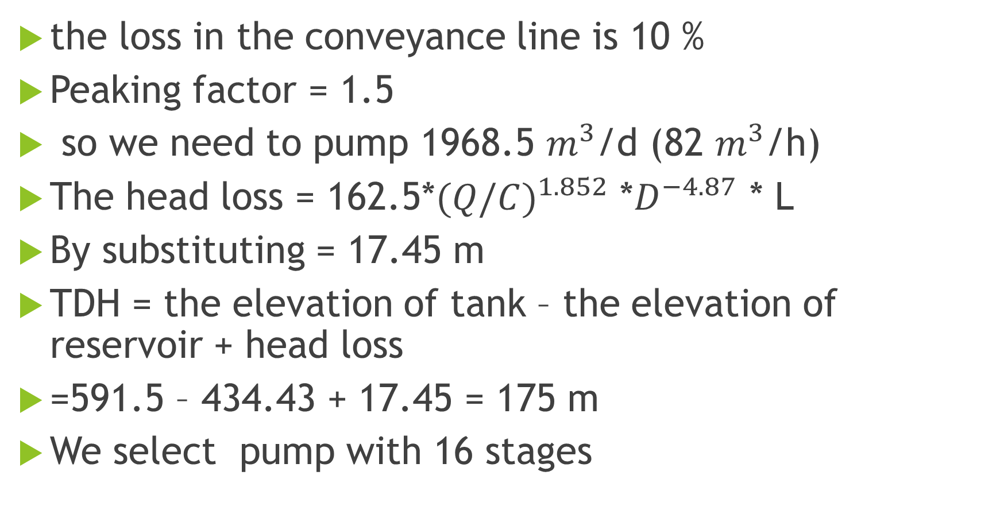 the loss in the conveyance line is 10 %
Peaking factor = 1.5
so we need to pump 1968.5 m³/d (82 m³/h)
The head loss = 162.5*(Q/C)^1.852 *D^−4.87 * L
By substituting = 17.45 m
TDH = the elevation of tank – the elevation of
reservoir + head loss
=591.5 – 434.43 + 17.45 = 175 m
We select  pump with 16 stages